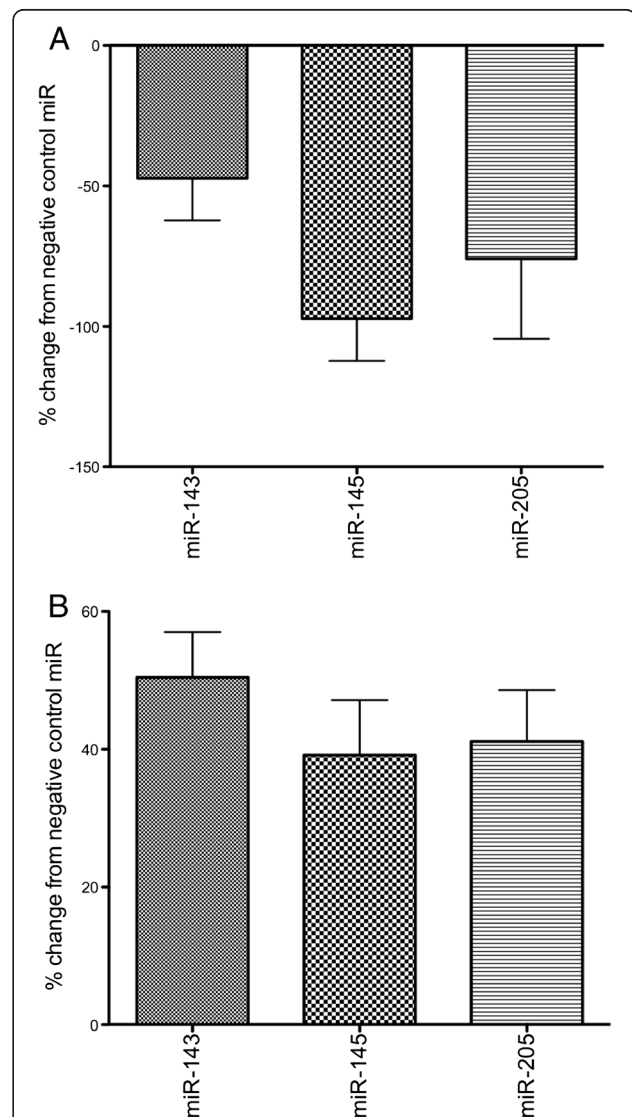 A
% change from negative control miR
0
-50
-100
-150
miR-143
miR-145
miR-205
B
% change from negative control miR
60
40
20
0
miR-143
miR-145
miR-205